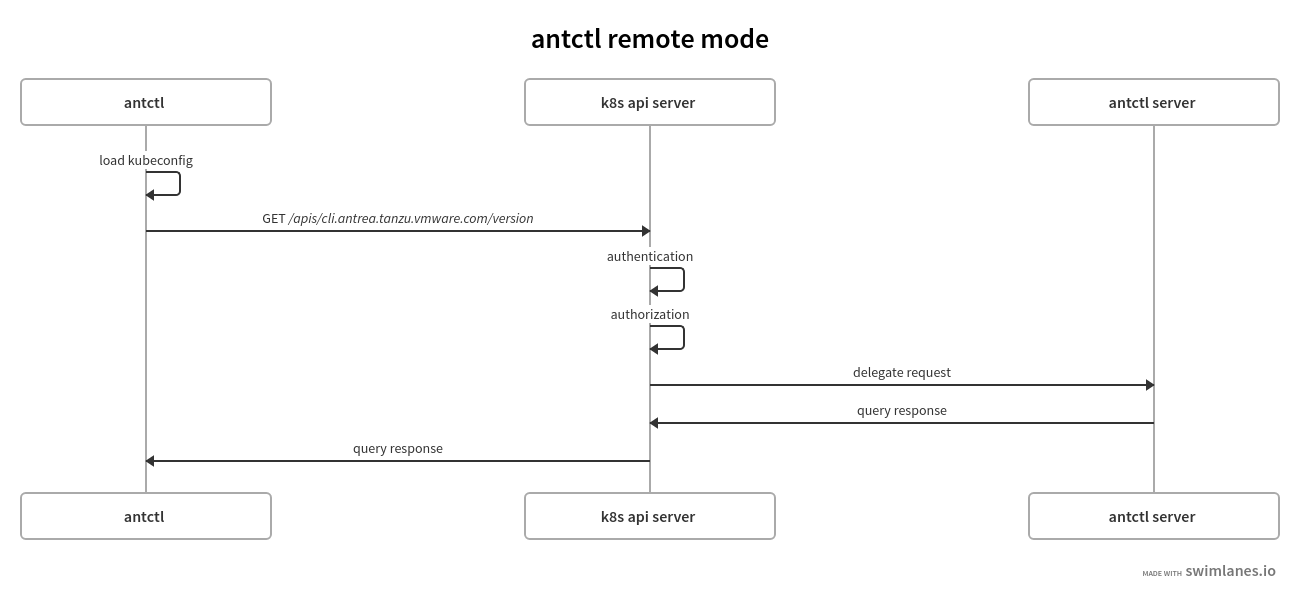 antctl remote mode
antctl
k8s api server
antctl server
load kubeconfig
GET /apis/cli.antrea.tanzu.vmware.com/version
authentication
authorization
delegate request
query response
query response
antctl
k8s api server
antctl server
MADE WITH swimlanes.io